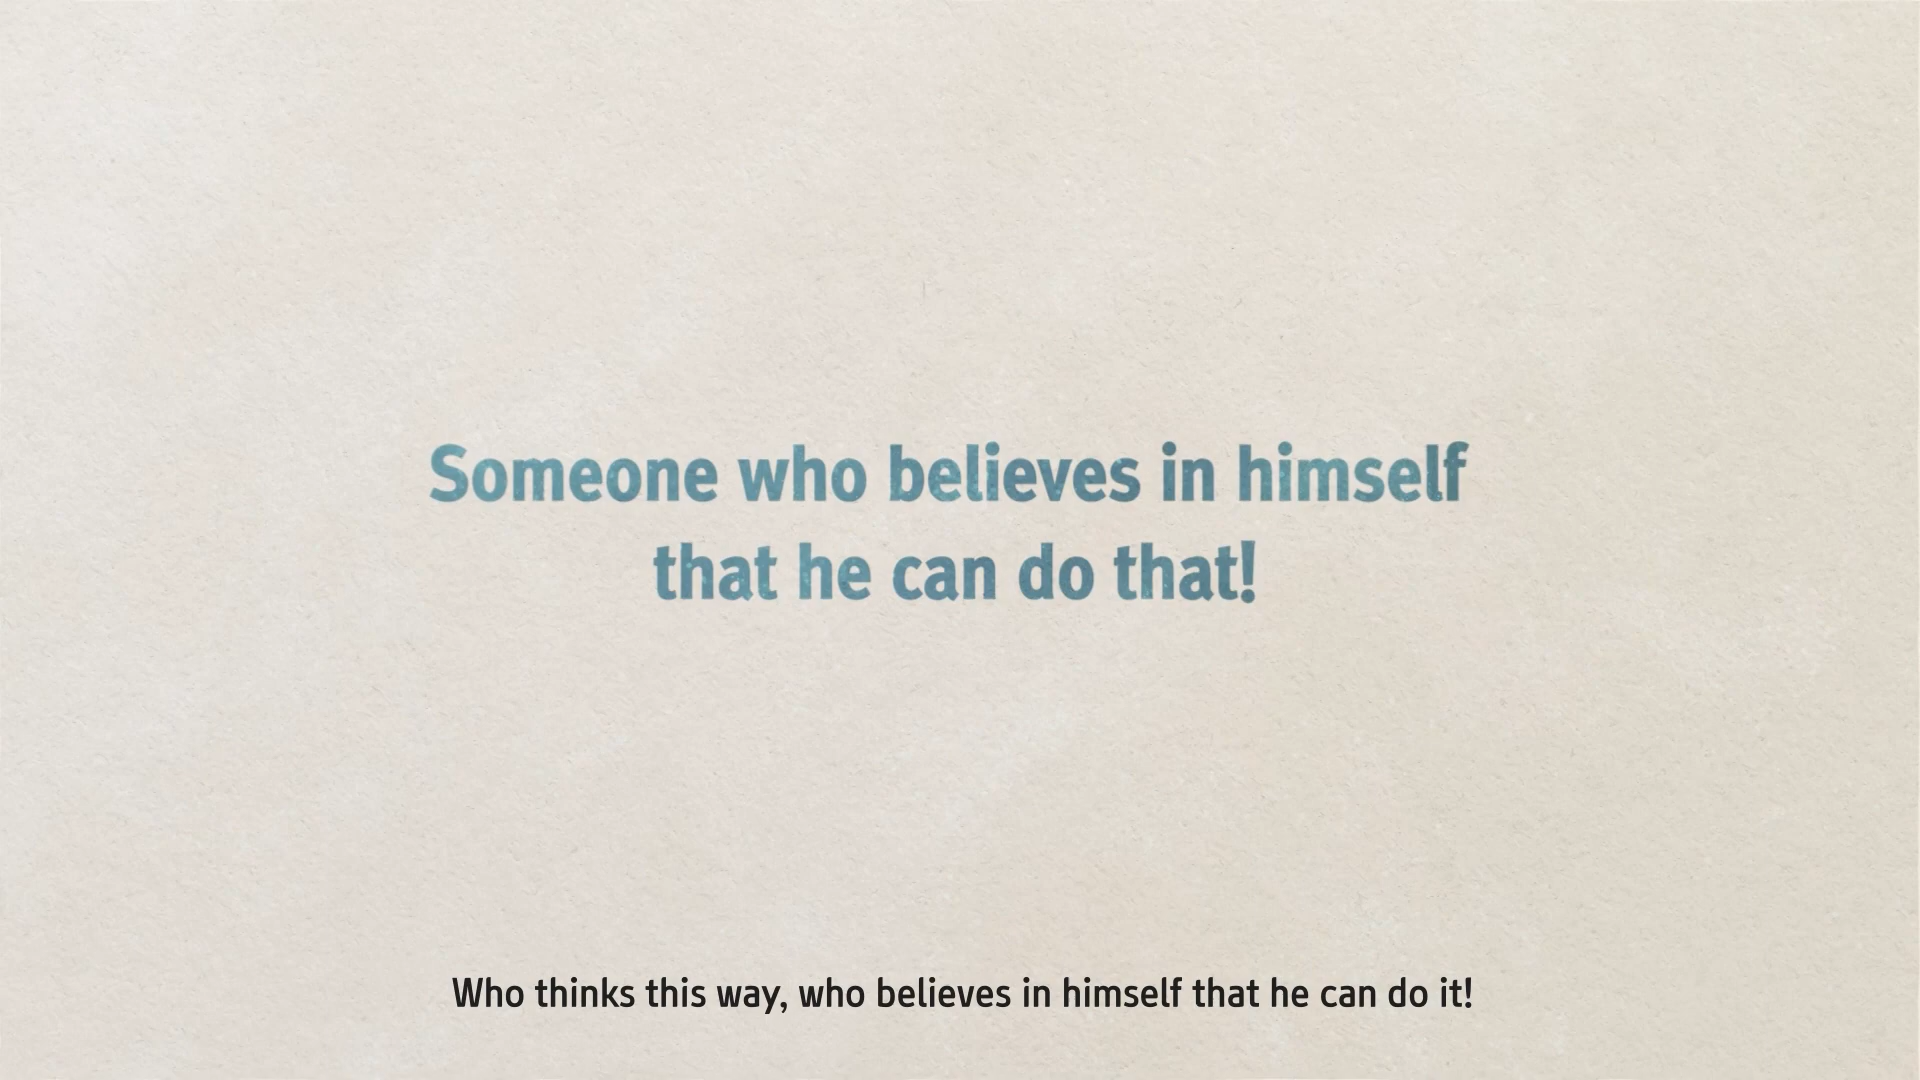 Someone who believes in himself
that he can do that!
Who thinks this way, who believes in himself that he can do it!